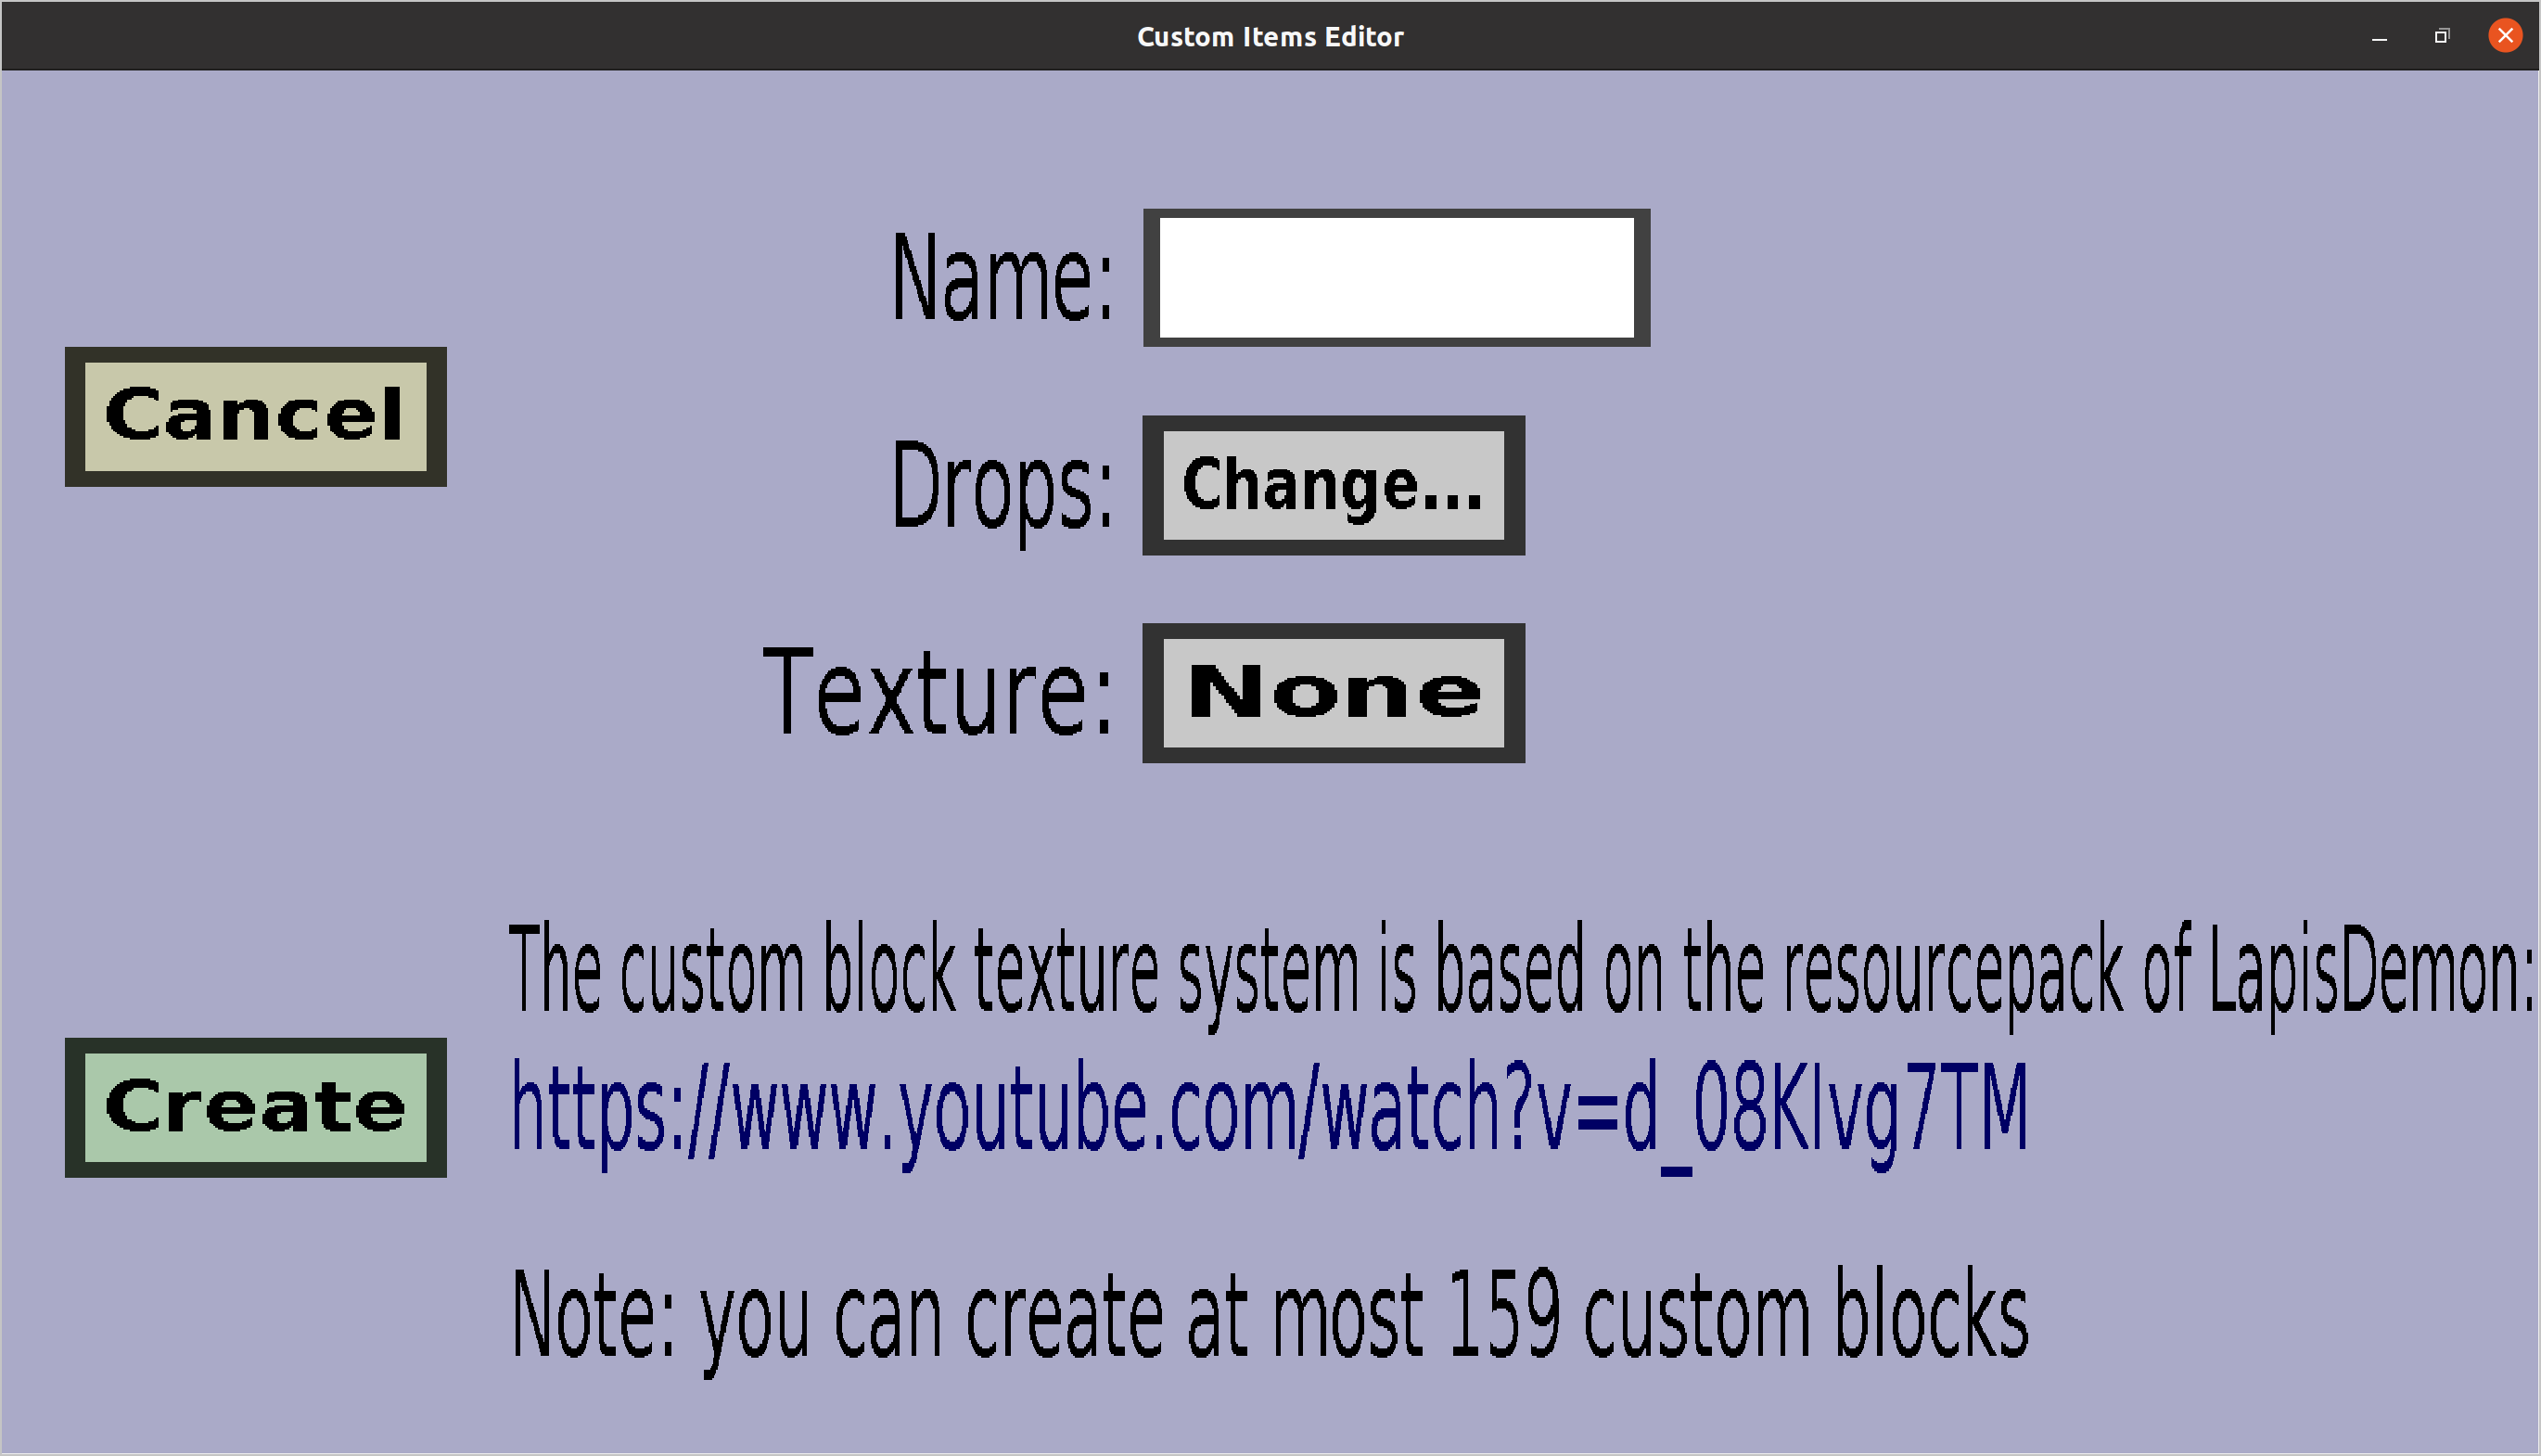 Custom Items Editor
Name:
Cancel
Drops: Change...
Texture: None
The custom block texture system is based on the resourcepack of LapisDemon:
Create
https://www.youtube.com/watch?v=d_08KIvg7TM
Note: you can create at most 159 custom blocks